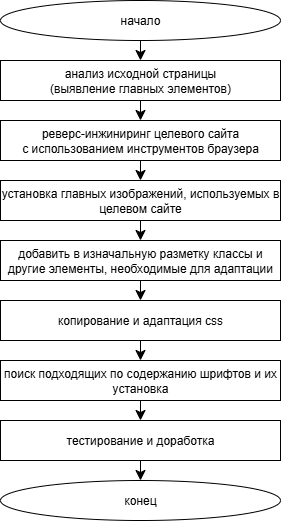 начало
анализ исходной страницы
(выявление главных элементов)
реверс-инжиниринг целевого сайта
с использованием инструментов браузера
установка главных изображений, используемых в
целевом сайте
добавить в изначальную разметку классы и
другие элементы, необходимые для адаптации
копирование и адаптация css
поиск подходящих по содержанию шрифтов и их
установка
тестирование и доработка
конец